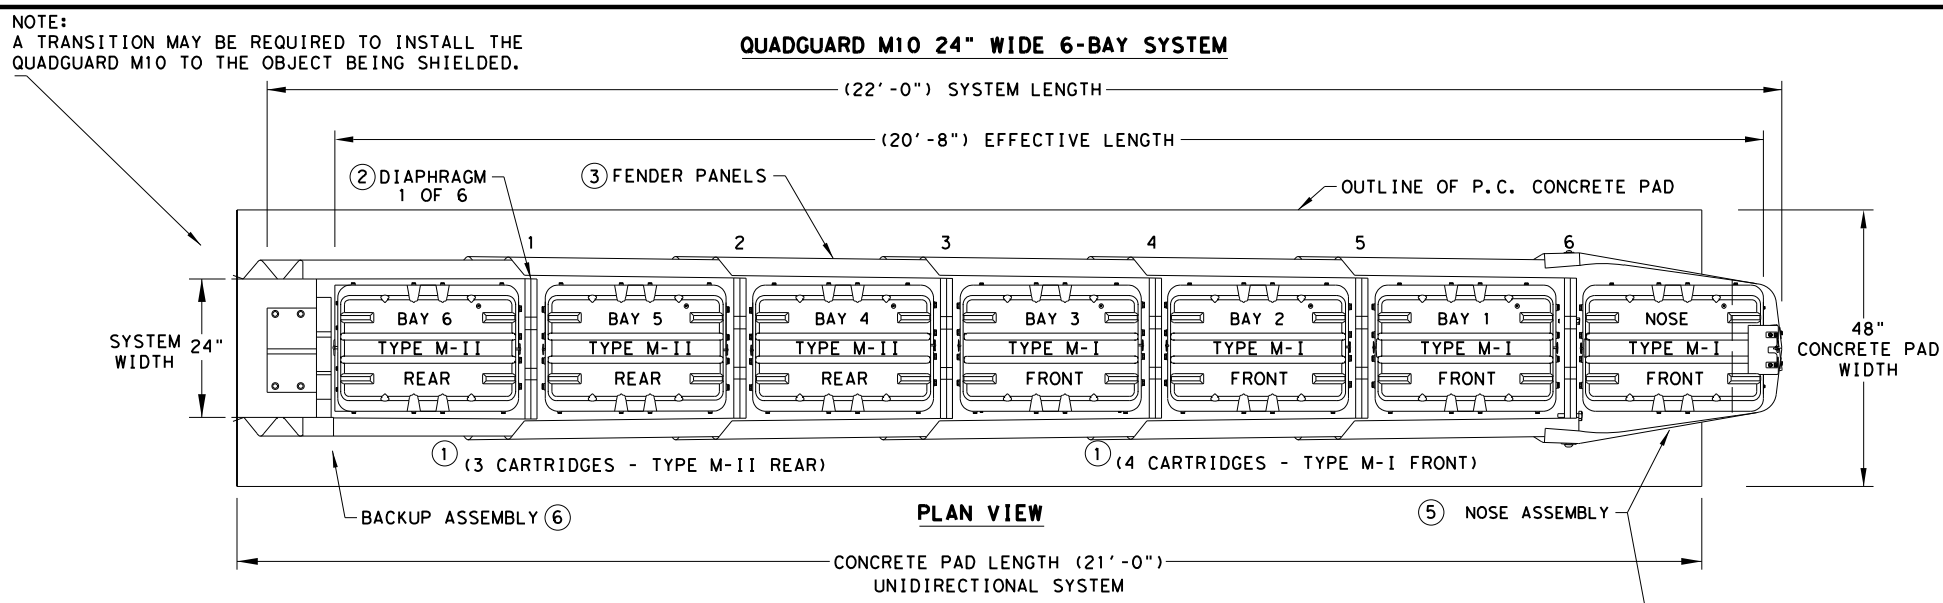 NOTE:
A TRANSITION MAY BE REQUIRED TO INSTALL THE
QUADGUARD M10 TO THE OBJECT BEING SHIELDED.
QUADGUARD M10 24" WIDE 6-BAY SYSTEM
(22'-0") SYSTEM LENGTH
(20'-8") EFFECTIVE LENGTH
2 DIAPHRAGM
1 OF 6
3 FENDER PANELS
OUTLINE OF P.C. CONCRETE PAD
1 2 3 4 5 6
BAY 6 BAY 5 BAY 4 BAY 3 BAY 2 BAY 1 NOSE
TYPE M-II TYPE M-II TYPE M-II TYPE M-I TYPE M-I TYPE M-I TYPE M-I
REAR REAR REAR FRONT FRONT FRONT FRONT
SYSTEM
WIDTH
24"
48"
CONCRETE PAD
WIDTH
1 (3 CARTRIDGES - TYPE M-II REAR)
1 (4 CARTRIDGES - TYPE M-I FRONT)
BACKUP ASSEMBLY 6
PLAN VIEW
5 NOSE ASSEMBLY
CONCRETE PAD LENGTH (21'-0")
UNIDIRECTIONAL SYSTEM